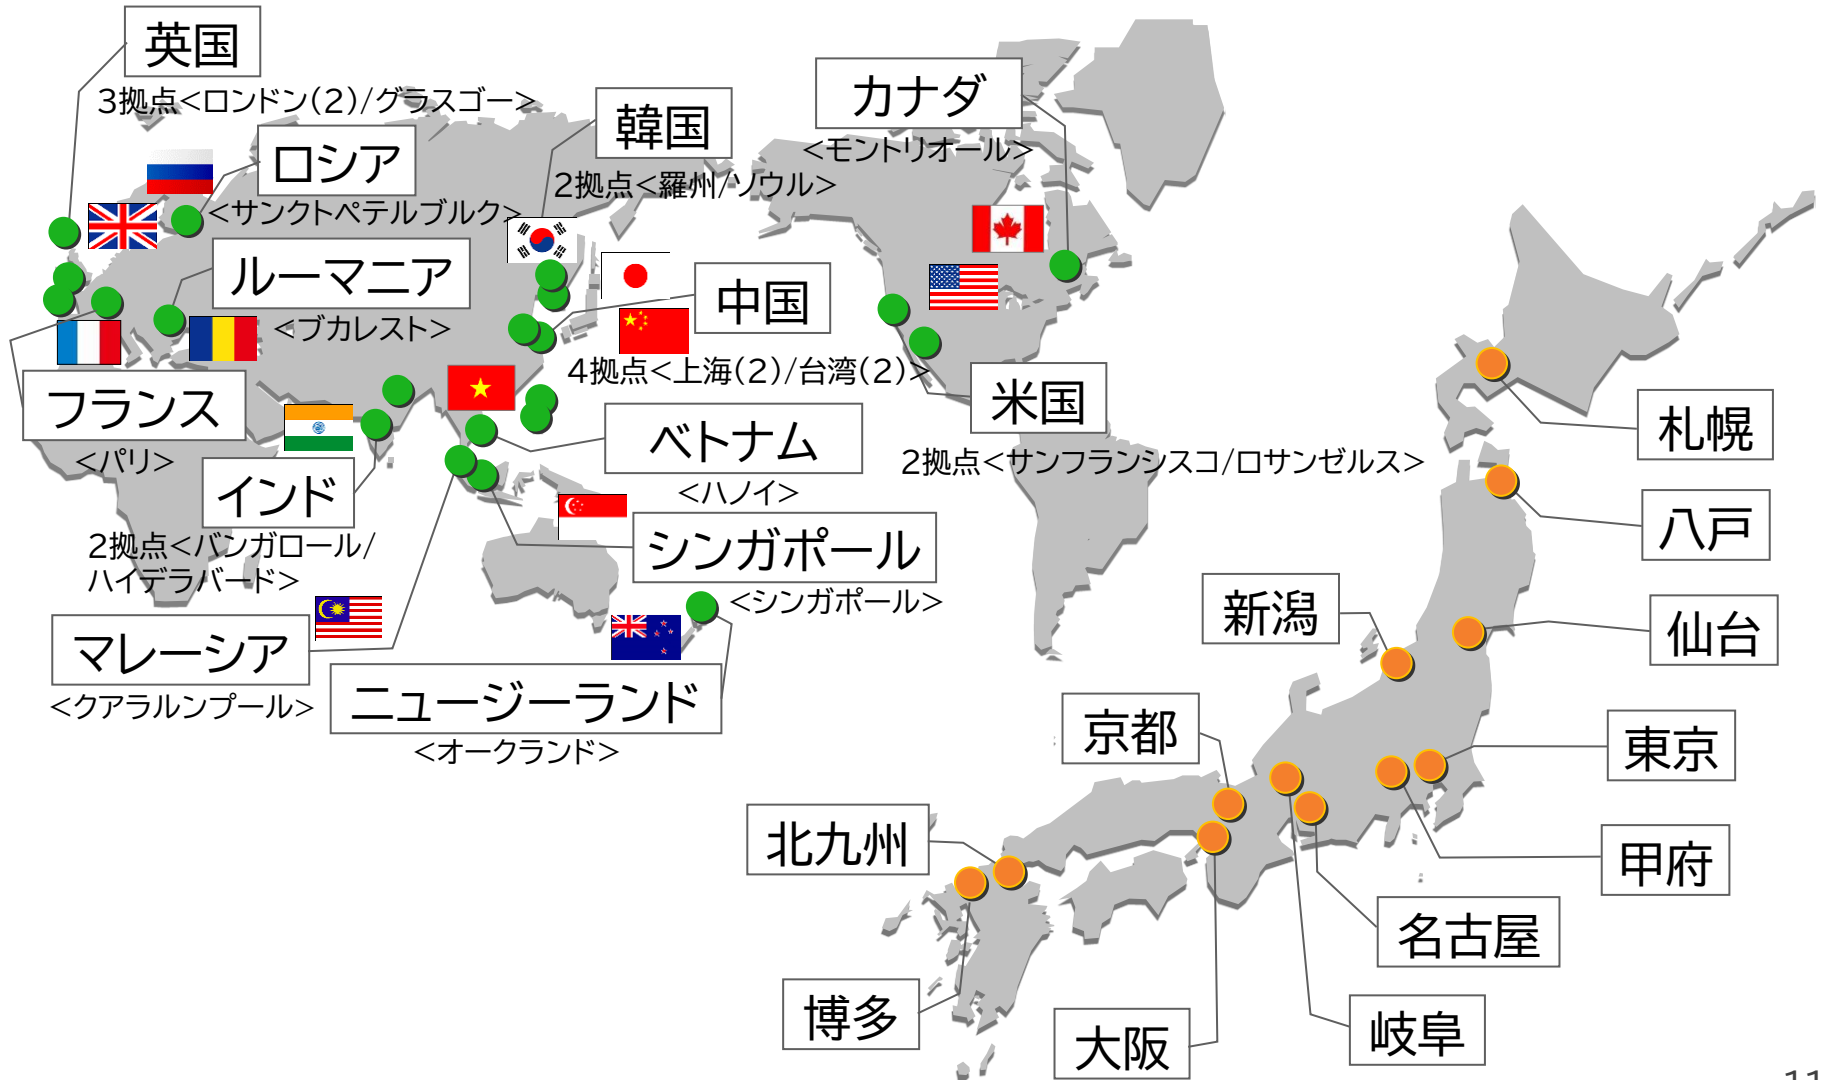 英国
3拠点<ロンドン(2)/グラスゴー>
ロシア
<サンクトペテルブルク>
韓国
2拠点<羅州/ソウル>
カナダ
<モントリオール>
ルーマニア
<ブカレスト>
中国
4拠点<上海(2)/台湾(2)>
フランス
<パリ>
米国
2拠点<サンフランシスコ/ロサンゼルス>
インド
2拠点<バンガロール/
ハイデラバード>
ベトナム
<ハノイ>
シンガポール
<シンガポール>
マレーシア
<クアラルンプール>
ニュージーランド
<オークランド>
札幌
八戸
新潟
仙台
京都
東京
北九州
甲府
名古屋
博多
大阪
岐阜
11